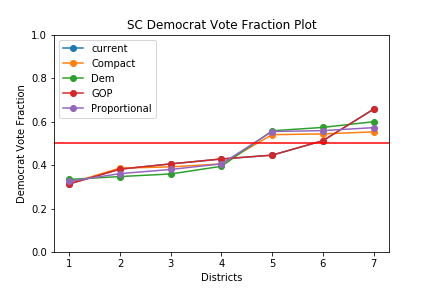 SC Democrat Vote Fraction Plot
1.0
0.8
0.6
0.4
0.2
0.0
Democrat Vote Fraction
current
Compact
Dem
GOP
Proportional
1 2 3 4 5 6 7
Districts